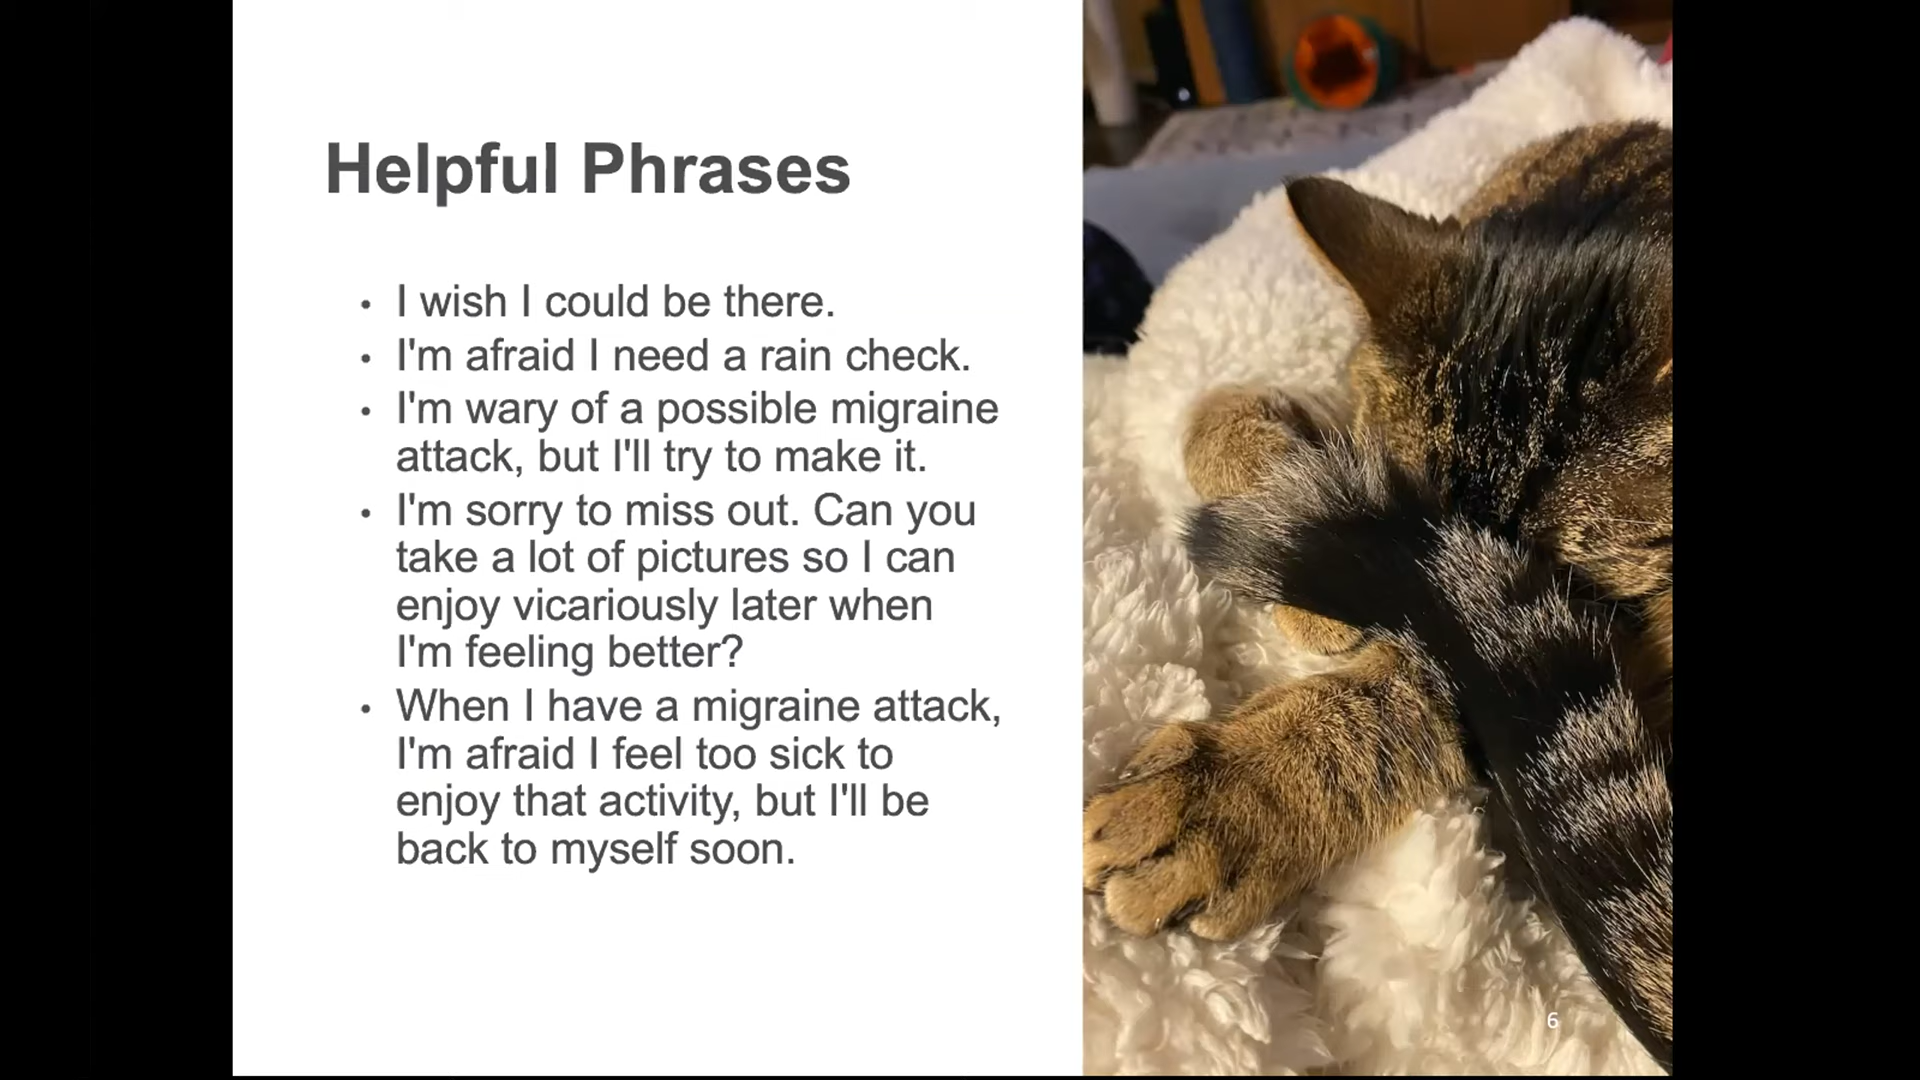 Helpful Phrases
• I wish I could be there.
• I'm afraid I need a rain check.
• I'm wary of a possible migraine
attack, but I'll try to make it.
• I'm sorry to miss out. Can you
take a lot of pictures so I can
enjoy vicariously later when
I'm feeling better?
• When I have a migraine attack,
I'm afraid I feel too sick to
enjoy that activity, but I'll be
back to myself soon.
6